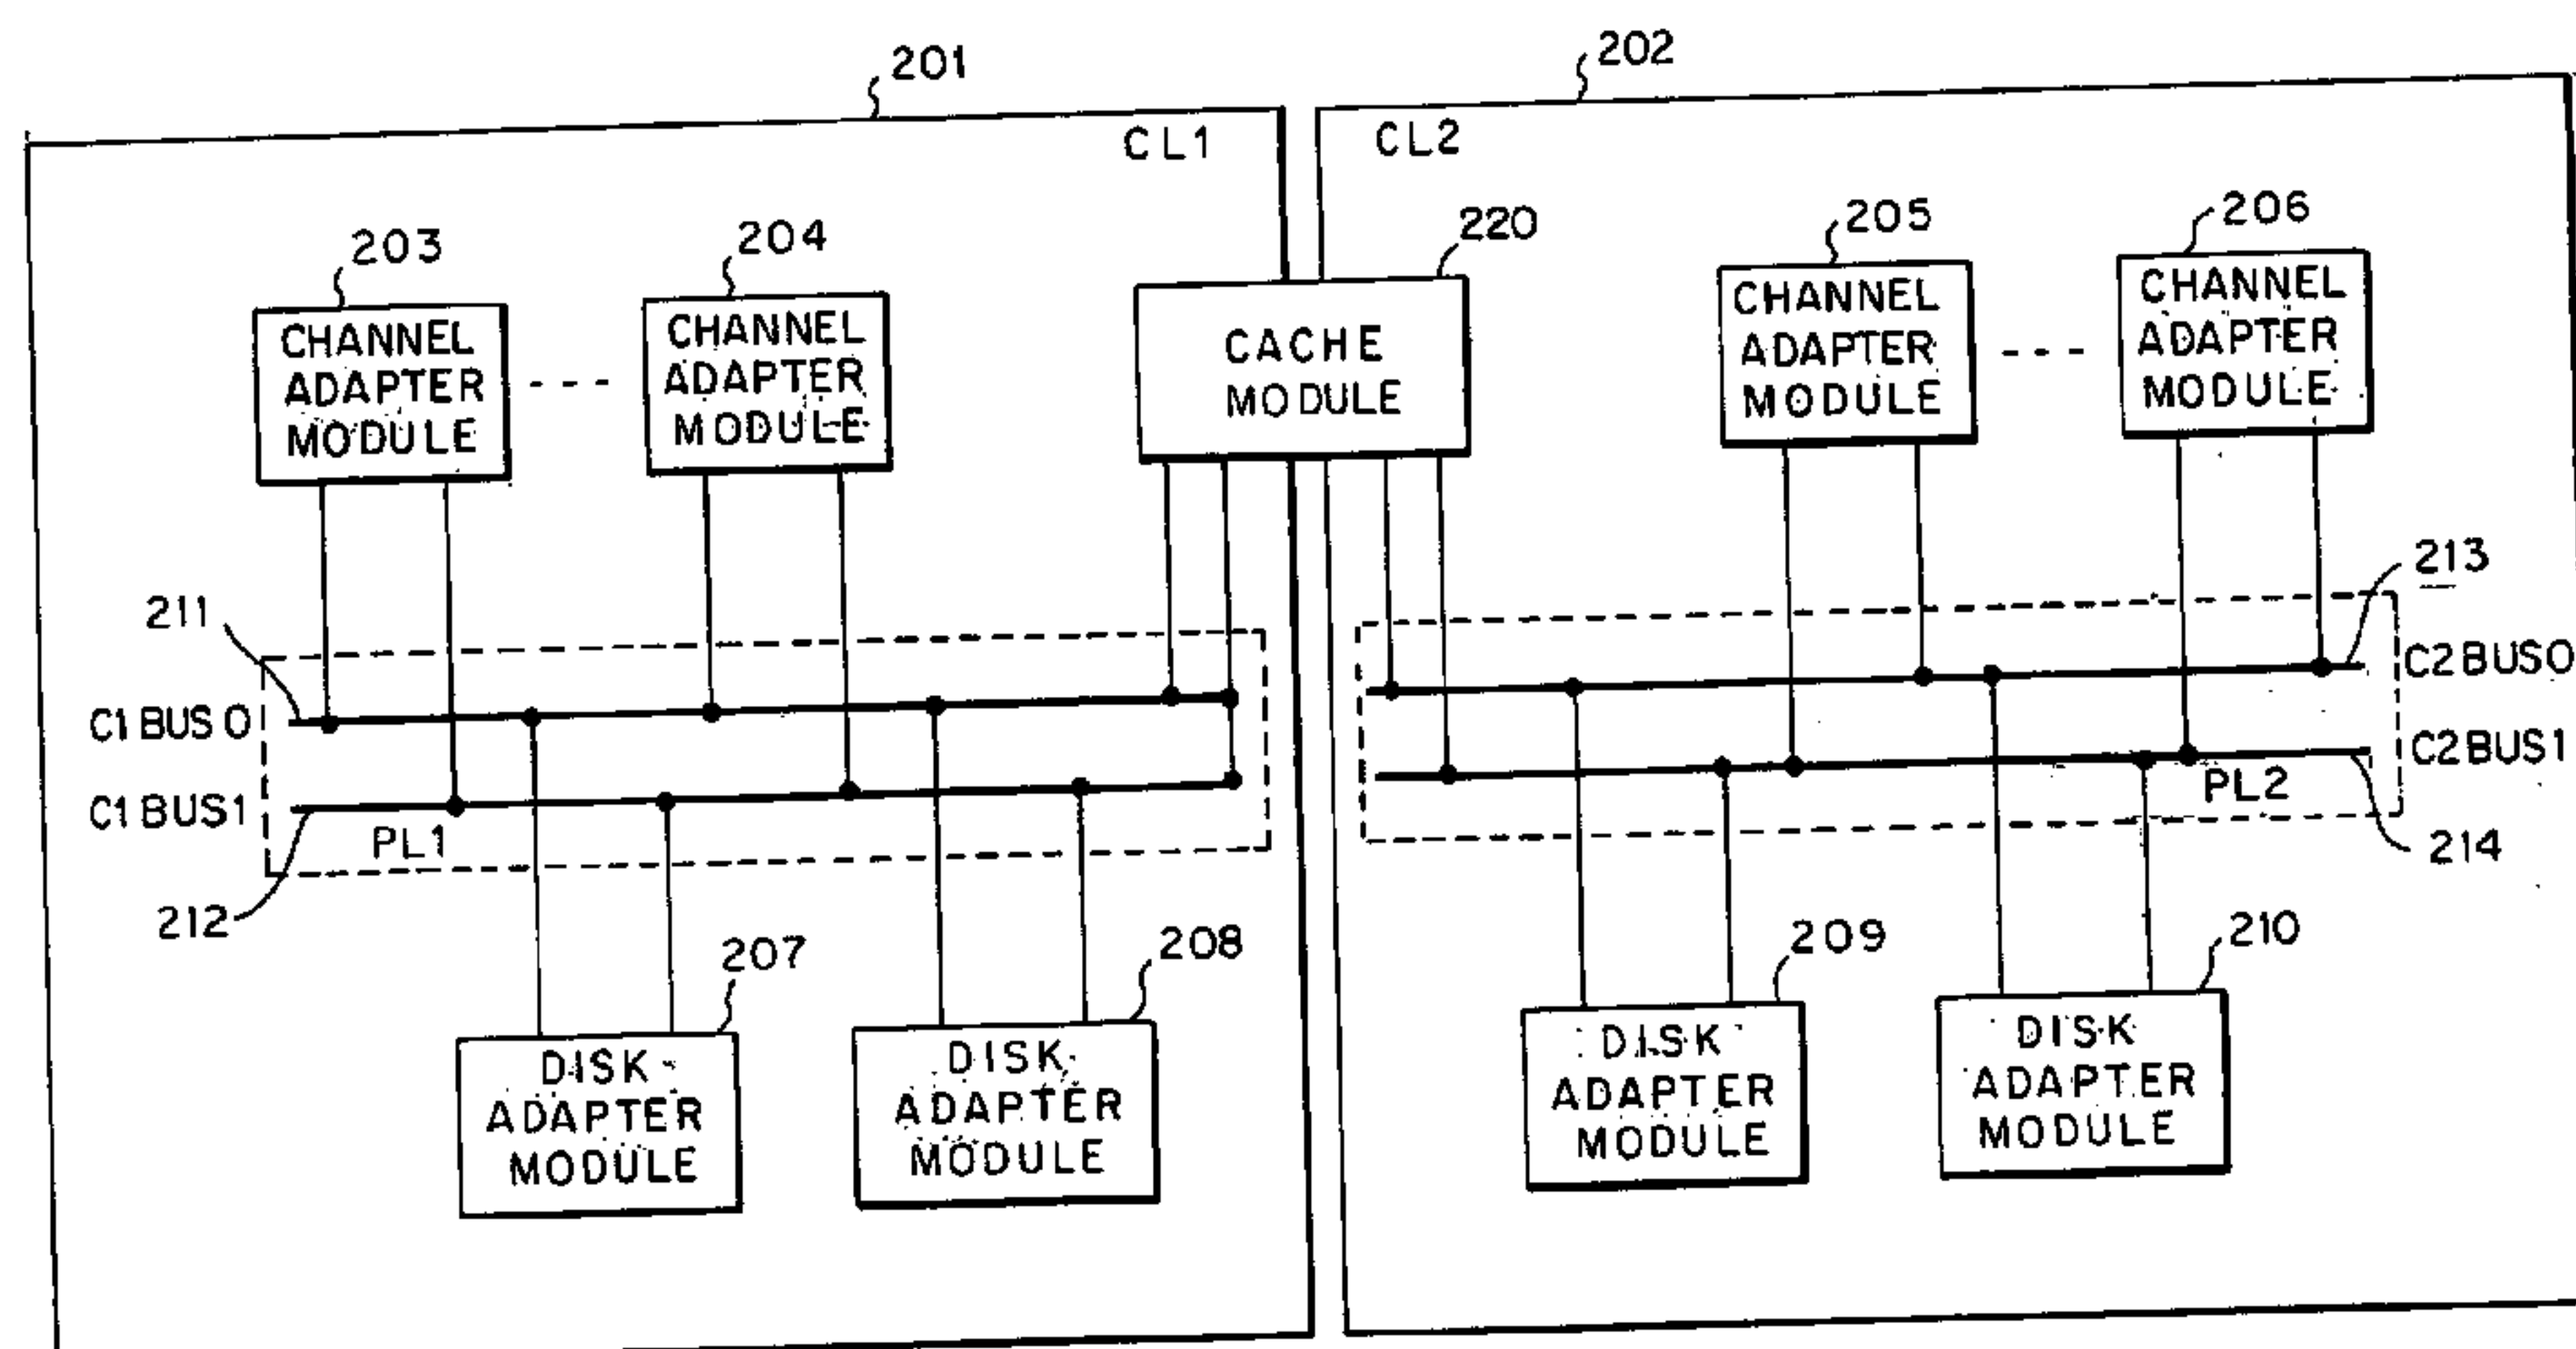 201
202
CL1
CL2
203
204
220
205
206
CHANNEL
ADAPTER
MODULE
- - -
CHANNEL
ADAPTER
MODULE
CACHE
MODULE
CHANNEL
ADAPTER
MODULE
- - -
CHANNEL
ADAPTER
MODULE
211
213
C1 BUS 0
C2 BUS0
C1 BUS1
C2BUS1
PL1
PL2
212
214
207
208
209
210
DISK
ADAPTER
MODULE
DISK
ADAPTER
MODULE
DISK
ADAPTER
MODULE
DISK
ADAPTER
MODULE